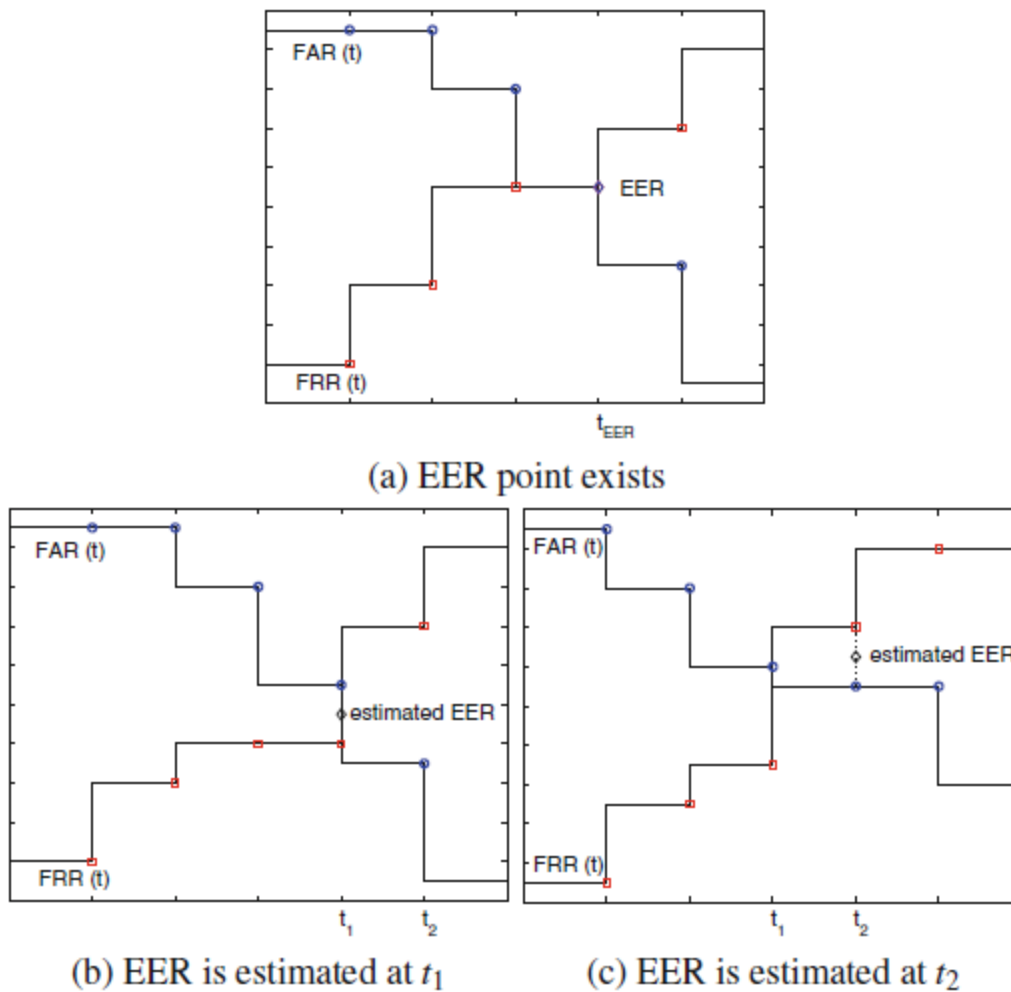 FAR (t)
EER
FRR (t)
t_EER
(a) EER point exists
FAR (t)
estimated EER
FRR (t)
t_1 t_2
(b) EER is estimated at t_1
FAR (t)
estimated EER
FRR (t)
t_1 t_2
(c) EER is estimated at t_2